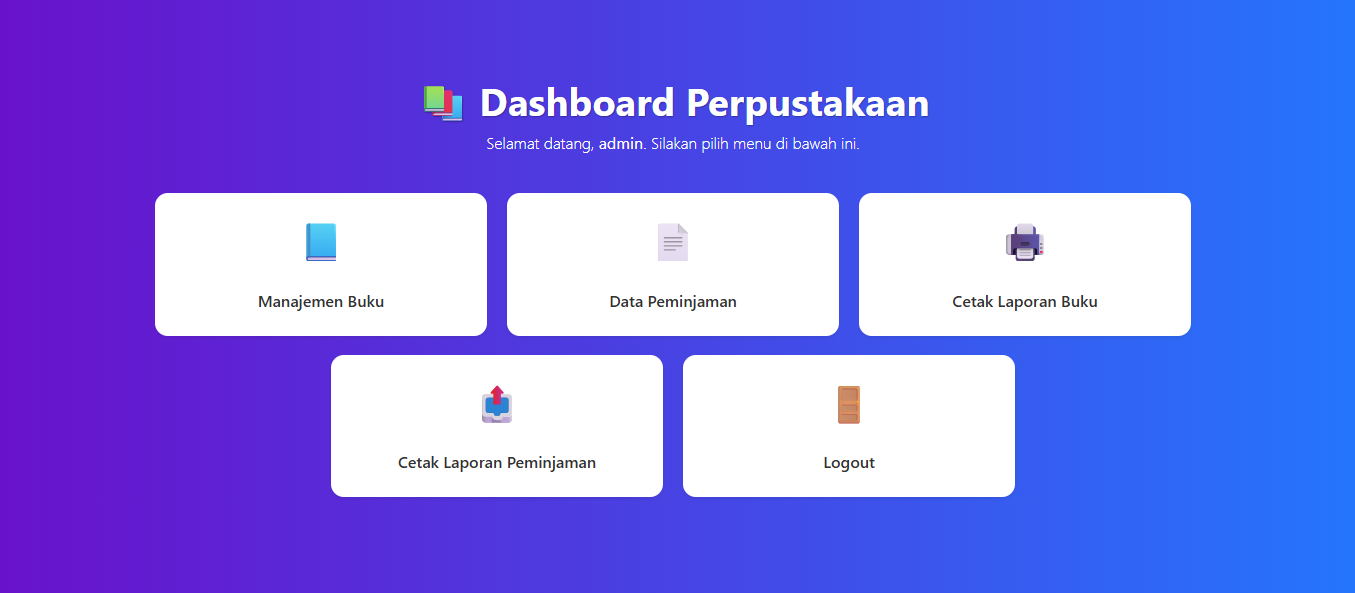 Dashboard Perpustakaan
Selamat datang, admin. Silakan pilih menu di bawah ini.
Manajemen Buku
Data Peminjaman
Cetak Laporan Buku
Cetak Laporan Peminjaman
Logout